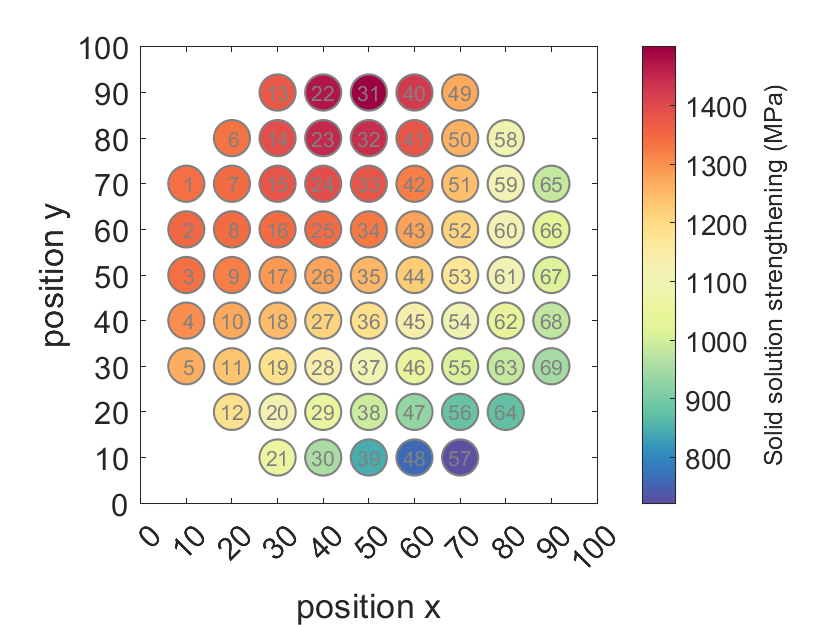 100
90
80
70
60
50
40
30
20
10
0
position y
13 22 31 40 49
6 14 23 32 41 50 58
1 7 15 24 33 42 51 59 65
2 8 16 25 34 43 52 60 66
3 9 17 26 35 44 53 61 67
4 10 18 27 36 45 54 62 68
5 11 19 28 37 46 55 63 69
12 20 29 38 47 56 64
21 30 39 48 57
0 10 20 30 40 50 60 70 80 90 100
position x
1400
1300
1200
1100
1000
900
800
Solid solution strengthening (MPa)